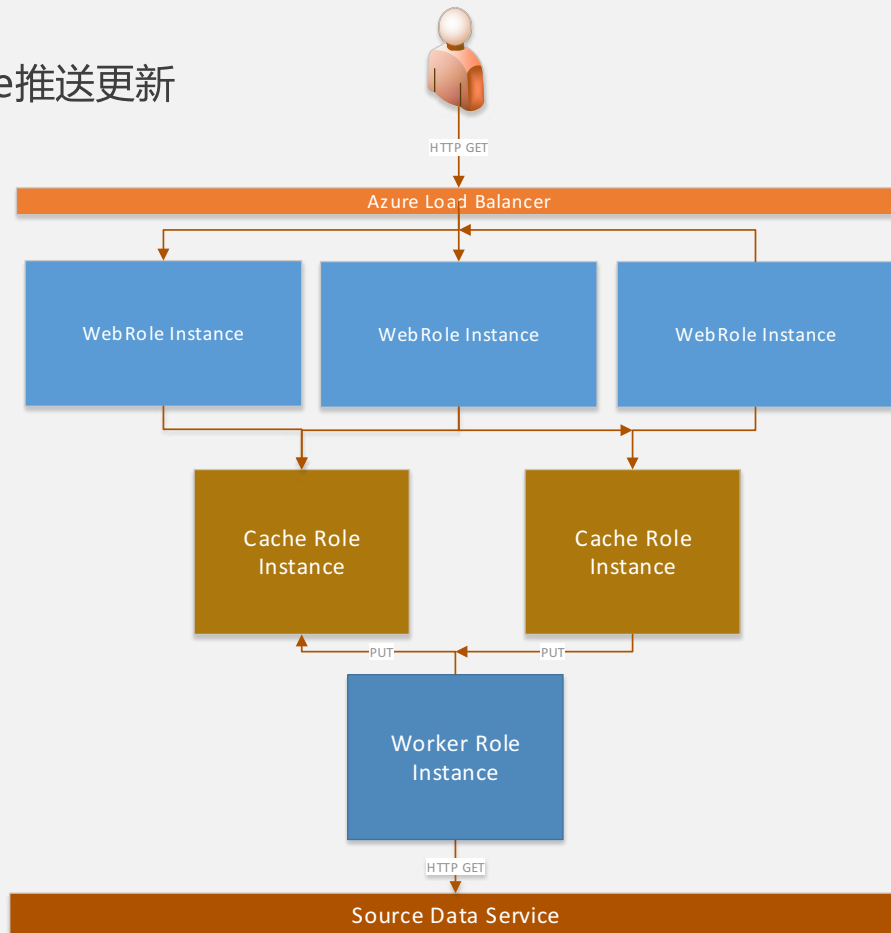 e推送更新
HTTP GET
Azure Load Balancer
WebRole Instance
WebRole Instance
WebRole Instance
Cache Role
Instance
Cache Role
Instance
PUT
PUT
Worker Role
Instance
HTTP GET
Source Data Service